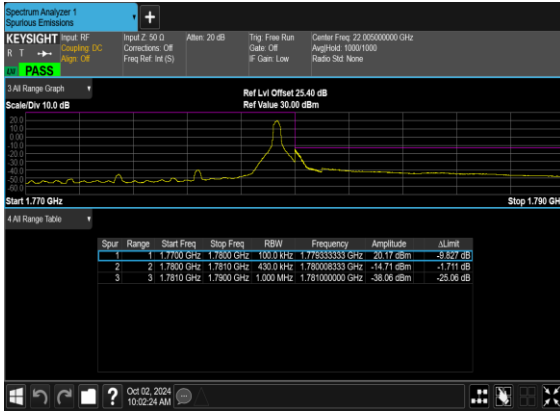 Spectrum Analyzer 1
Spurious Emissions
KEYSIGHT
R T
PASS
Input: RF
Coupling: DC
Align: Off
Input Z: 50 Ω
Corrections: Off
Freq Ref: Int (S)
Atten: 20 dB
Trig: Free Run
Gate: Off
IF Gain: Low
Center Freq: 22.005000000 GHz
Avg|Hold: 1000/1000
Radio Std: None
3 All Range Graph
Scale/Div 10.0 dB
Ref Lvl Offset 25.40 dB
Ref Value 30.00 dBm
20.0
10.0
0.00
-10.0
-20.0
-30.0
-40.0
-50.0
-60.0
Start 1.770 GHz
Stop 1.790 GH
4 All Range Table
Spur Range Start Freq Stop Freq RBW Frequency Amplitude ΔLimit
1 1 1.7700 GHz 1.7800 GHz 100.0 kHz 1.779333333 GHz 20.17 dBm -9.827 dB
2 2 1.7800 GHz 1.7810 GHz 430.0 kHz 1.780008333 GHz -14.71 dBm -1.711 dB
3 3 1.7810 GHz 1.7900 GHz 1.000 MHz 1.781000000 GHz -38.06 dBm -25.06 dB
?
Oct 02, 2024
10:02:24 AM